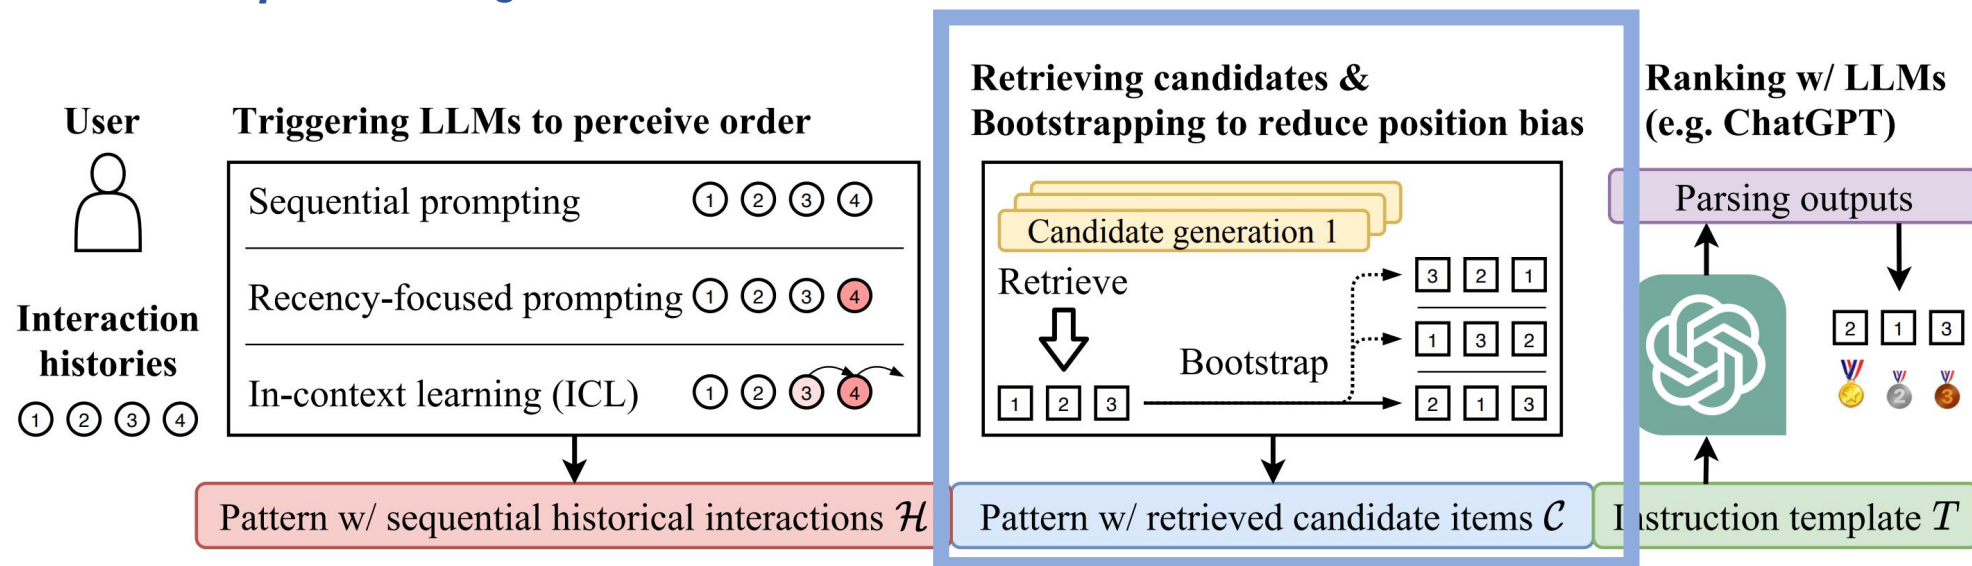 User
Interaction
histories
1 2 3 4
Triggering LLMs to perceive order
Sequential prompting 1 2 3 4
Recency-focused prompting 1 2 3 4
In-context learning (ICL) 1 2 3 4
Pattern w/ sequential historical interactions ℋ
Retrieving candidates &
Bootstrapping to reduce position bias
Candidate generation 1
Retrieve
1 2 3
Bootstrap
3 2 1
1 3 2
2 1 3
Pattern w/ retrieved candidate items 𝒞
Ranking w/ LLMs
(e.g. ChatGPT)
Parsing outputs
2 1 3
2 3
Instruction template T